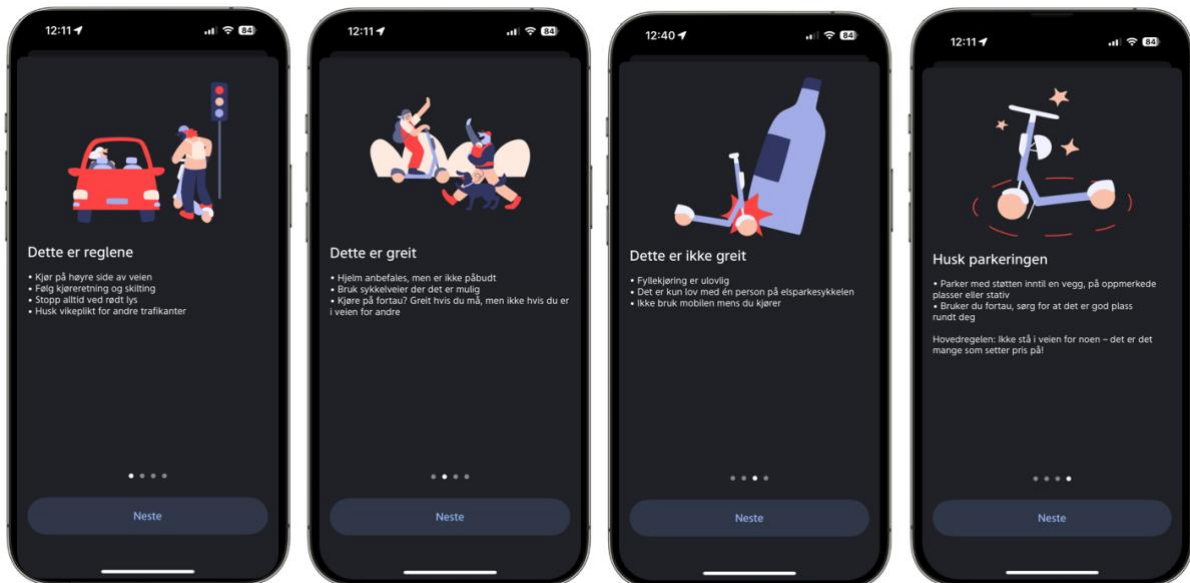 12:11
84
Dette er reglene
• Kjør på høyre side av veien
• Følg kjøreretning og skilting
• Stopp alltid ved rødt lys
• Husk vikeplikt for andre trafikanter
Neste
12:11
84
Dette er greit
• Hjelm anbefales, men er ikke påbudt
• Bruk sykkelveier der det er mulig
• Kjøre på fortau? Greit hvis du må, men ikke hvis du er
i veien for andre
Neste
12:40
84
Dette er ikke greit
• Fyllekjøring er ulovlig
• Det er kun lov med én person på elsparkesykkelen
• Ikke bruk mobilen mens du kjører
Neste
12:11
84
Husk parkeringen
• Parker med støtten inntil en vegg, på oppmerkede
plasser eller stativ
• Bruker du fortau, sørg for at det er god plass
rundt deg
Hovedregelen: Ikke stå i veien for noen – det er det
mange som setter pris på!
Neste